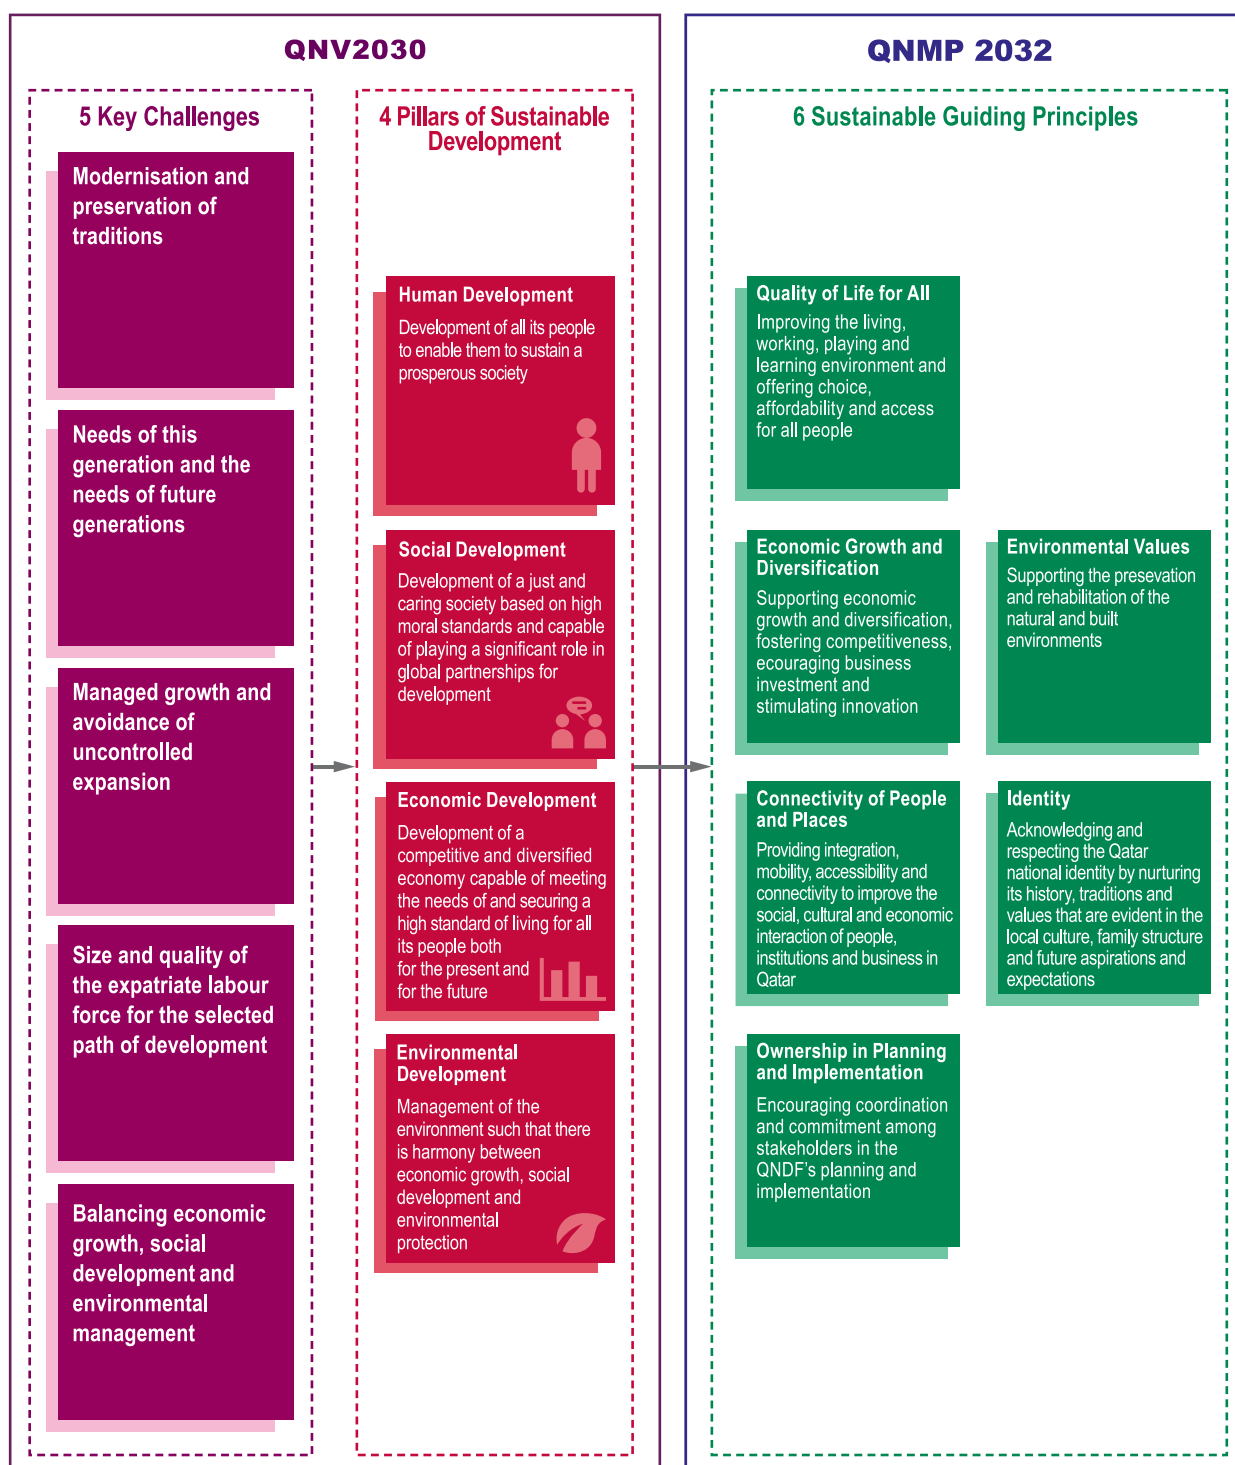 QNV2030
5 Key Challenges
Modernisation and
preservation of
traditions
Needs of this
generation and the
needs of future
generations
Managed growth and
avoidance of
uncontrolled
expansion
Size and quality of
the expatriate labour
force for the selected
path of development
Balancing economic
growth, social
development and
environmental
management
4 Pillars of Sustainable
Development
Human Development
Development of all its people
to enable them to sustain a
prosperous society
Social Development
Development of a just and
caring society based on high
moral standards and capable
of playing a significant role in
global partnerships for
development
Economic Development
Development of a
competitive and diversified
economy capable of meeting
the needs of and securing a
high standard of living for all
its people both
for the present and
for the future
Environmental
Development
Management of the
environment such that there
is harmony between
economic growth, social
development and
environmental
protection
QNMP 2032
6 Sustainable Guiding Principles
Quality of Life for All
Improving the living,
working, playing and
learning environment and
offering choice,
affordability and access
for all people
Economic Growth and
Diversification
Supporting economic
growth and diversification,
fostering competitiveness,
ecouraging business
investment and
stimulating innovation
Environmental Values
Supporting the presevation
and rehabilitation of the
natural and built
environments
Connectivity of People
and Places
Providing integration,
mobility, accessibility and
connectivity to improve the
social, cultural and economic
interaction of people,
institutions and business in
Qatar
Identity
Acknowledging and
respecting the Qatar
national identity by nurturing
its history, traditions and
values that are evident in the
local culture, family structure
and future aspirations and
expectations
Ownership in Planning
and Implementation
Encouraging coordination
and commitment among
stakeholders in the
QNDF's planning and
implementation